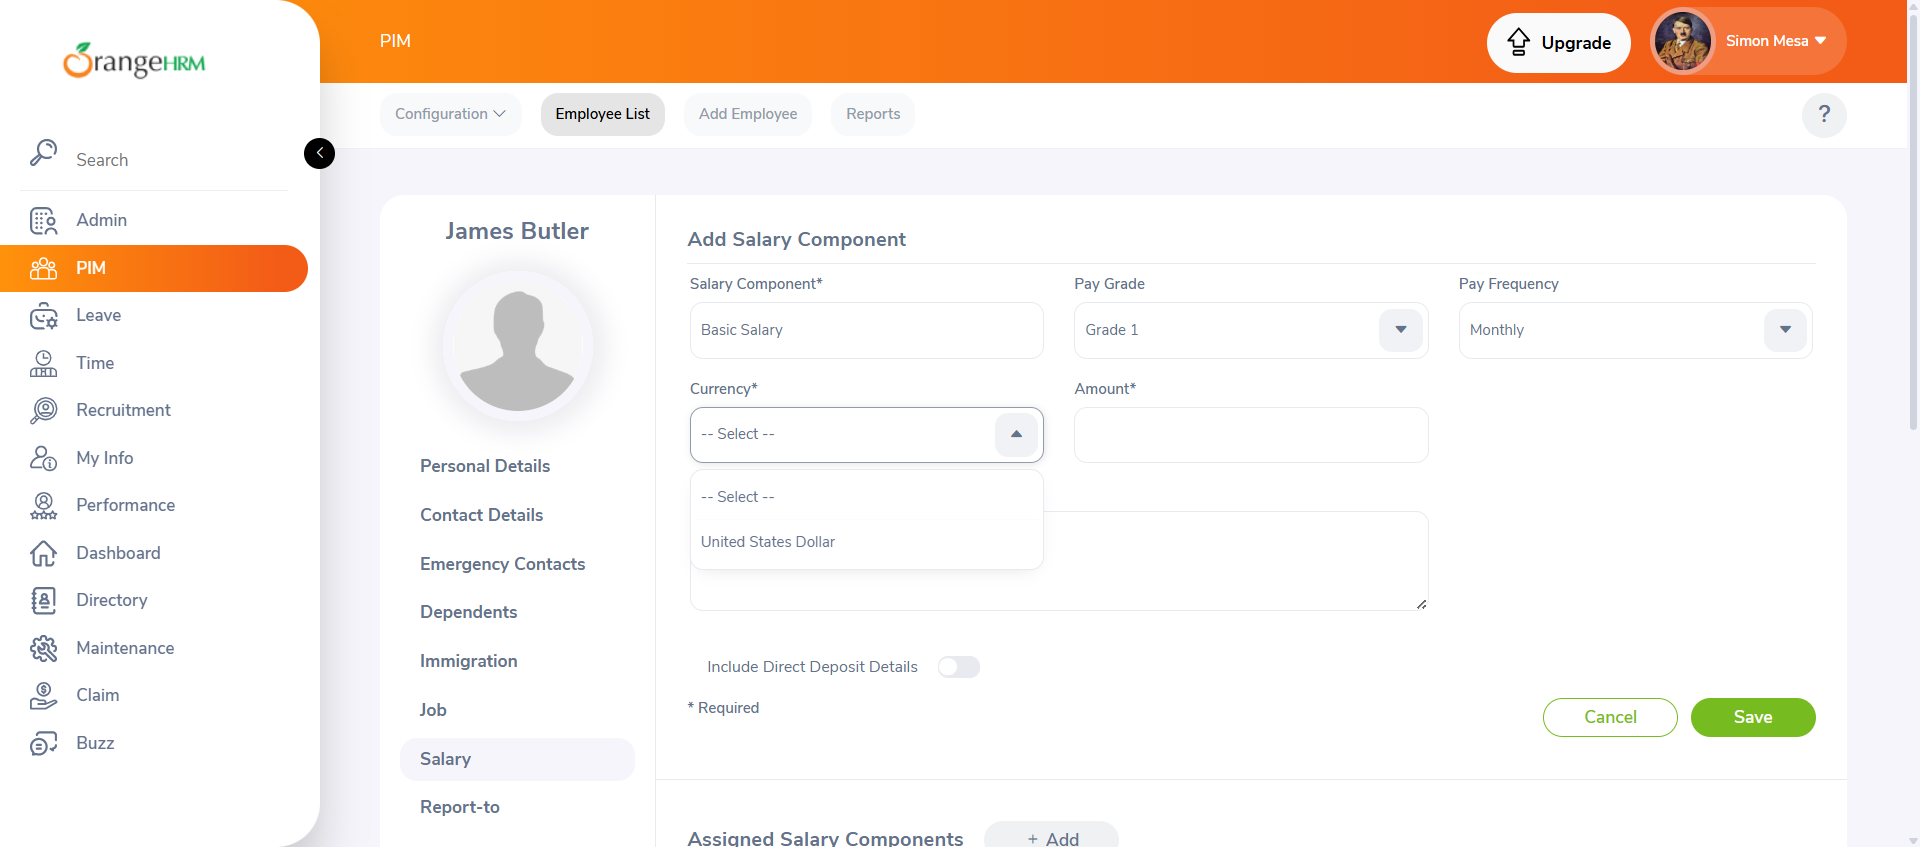 OrangeHRM
PIM
Upgrade
Simon Mesa
Configuration
Employee List
Add Employee
Reports
?
Search
Admin
PIM
Leave
Time
Recruitment
My Info
Performance
Dashboard
Directory
Maintenance
Claim
Buzz
James Butler
Personal Details
Contact Details
Emergency Contacts
Dependents
Immigration
Job
Salary
Report-to
Add Salary Component
Salary Component*
Pay Grade
Pay Frequency
Basic Salary
Grade 1
Monthly
Currency*
Amount*
-- Select --
-- Select --
United States Dollar
Include Direct Deposit Details
* Required
Cancel
Save
Assigned Salary Components
+ Add